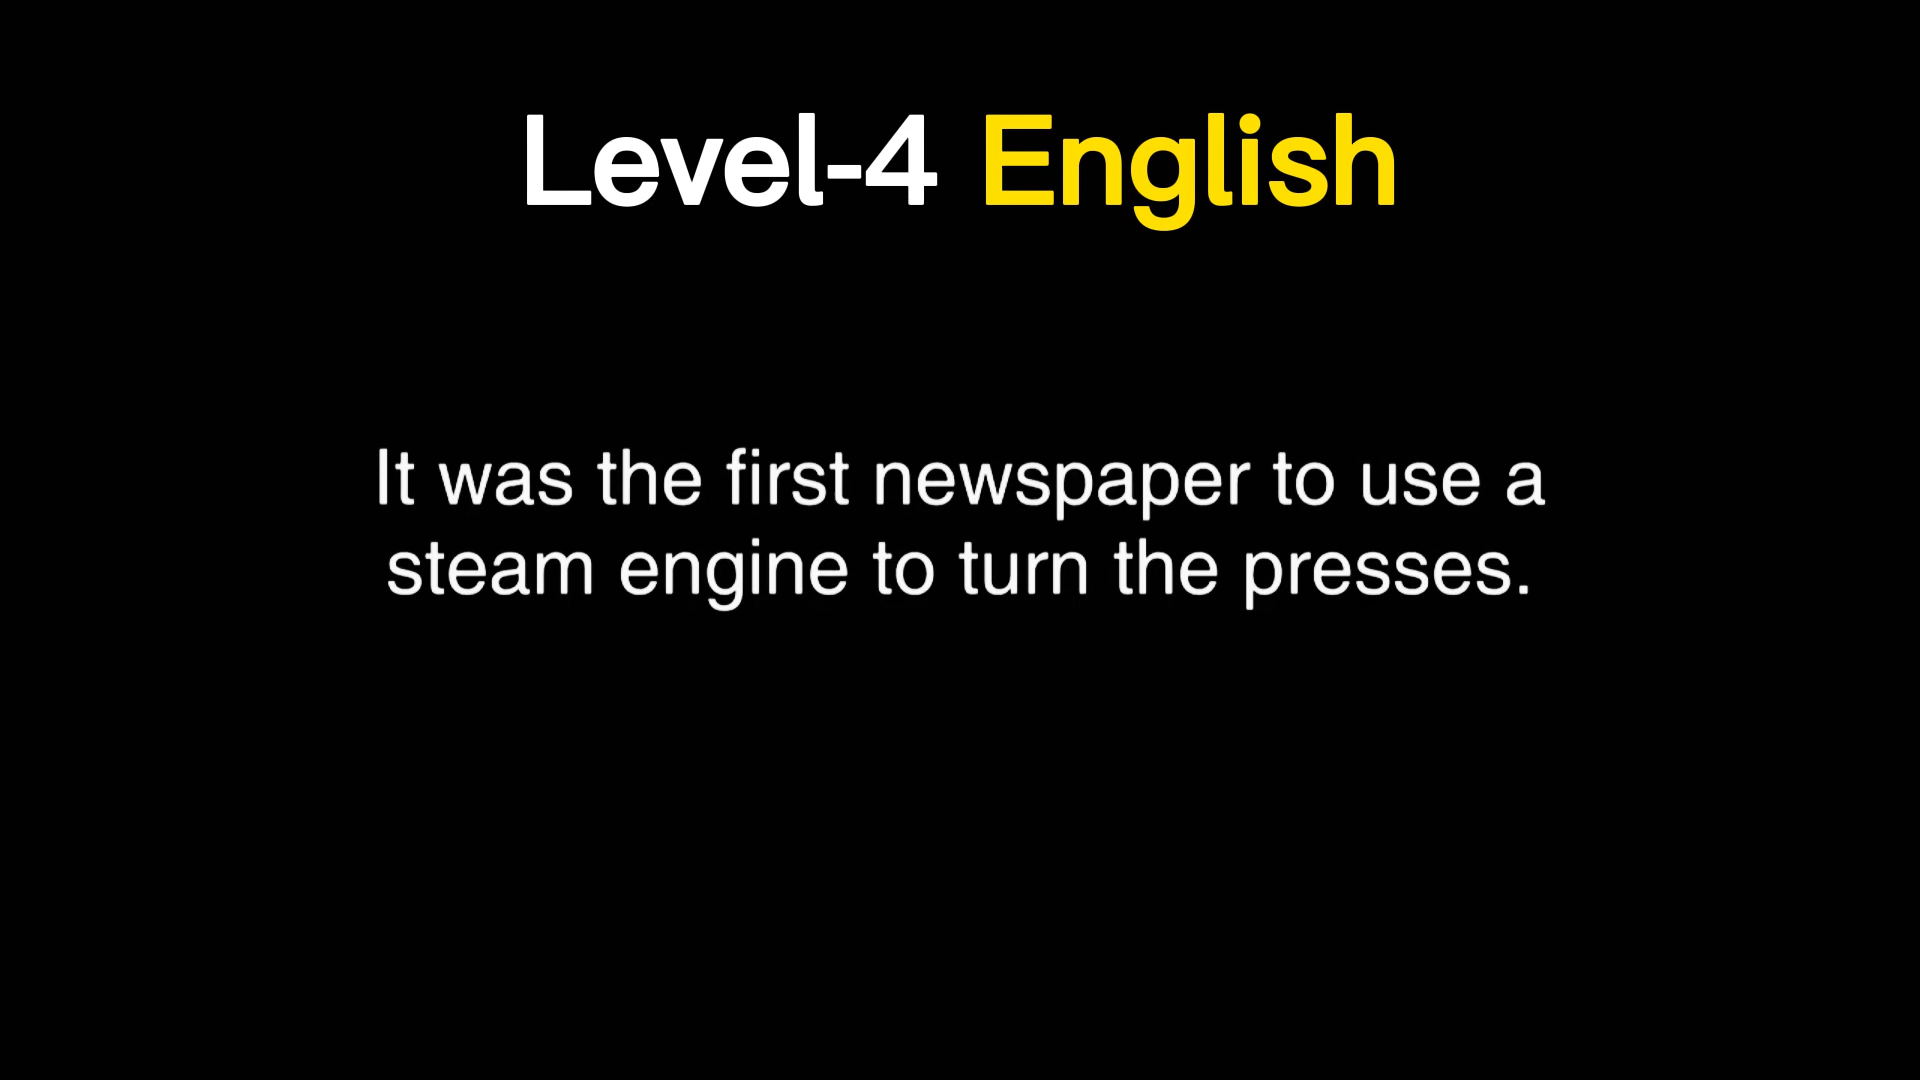 Level-4 English
It was the first newspaper to use a
steam engine to turn the presses.